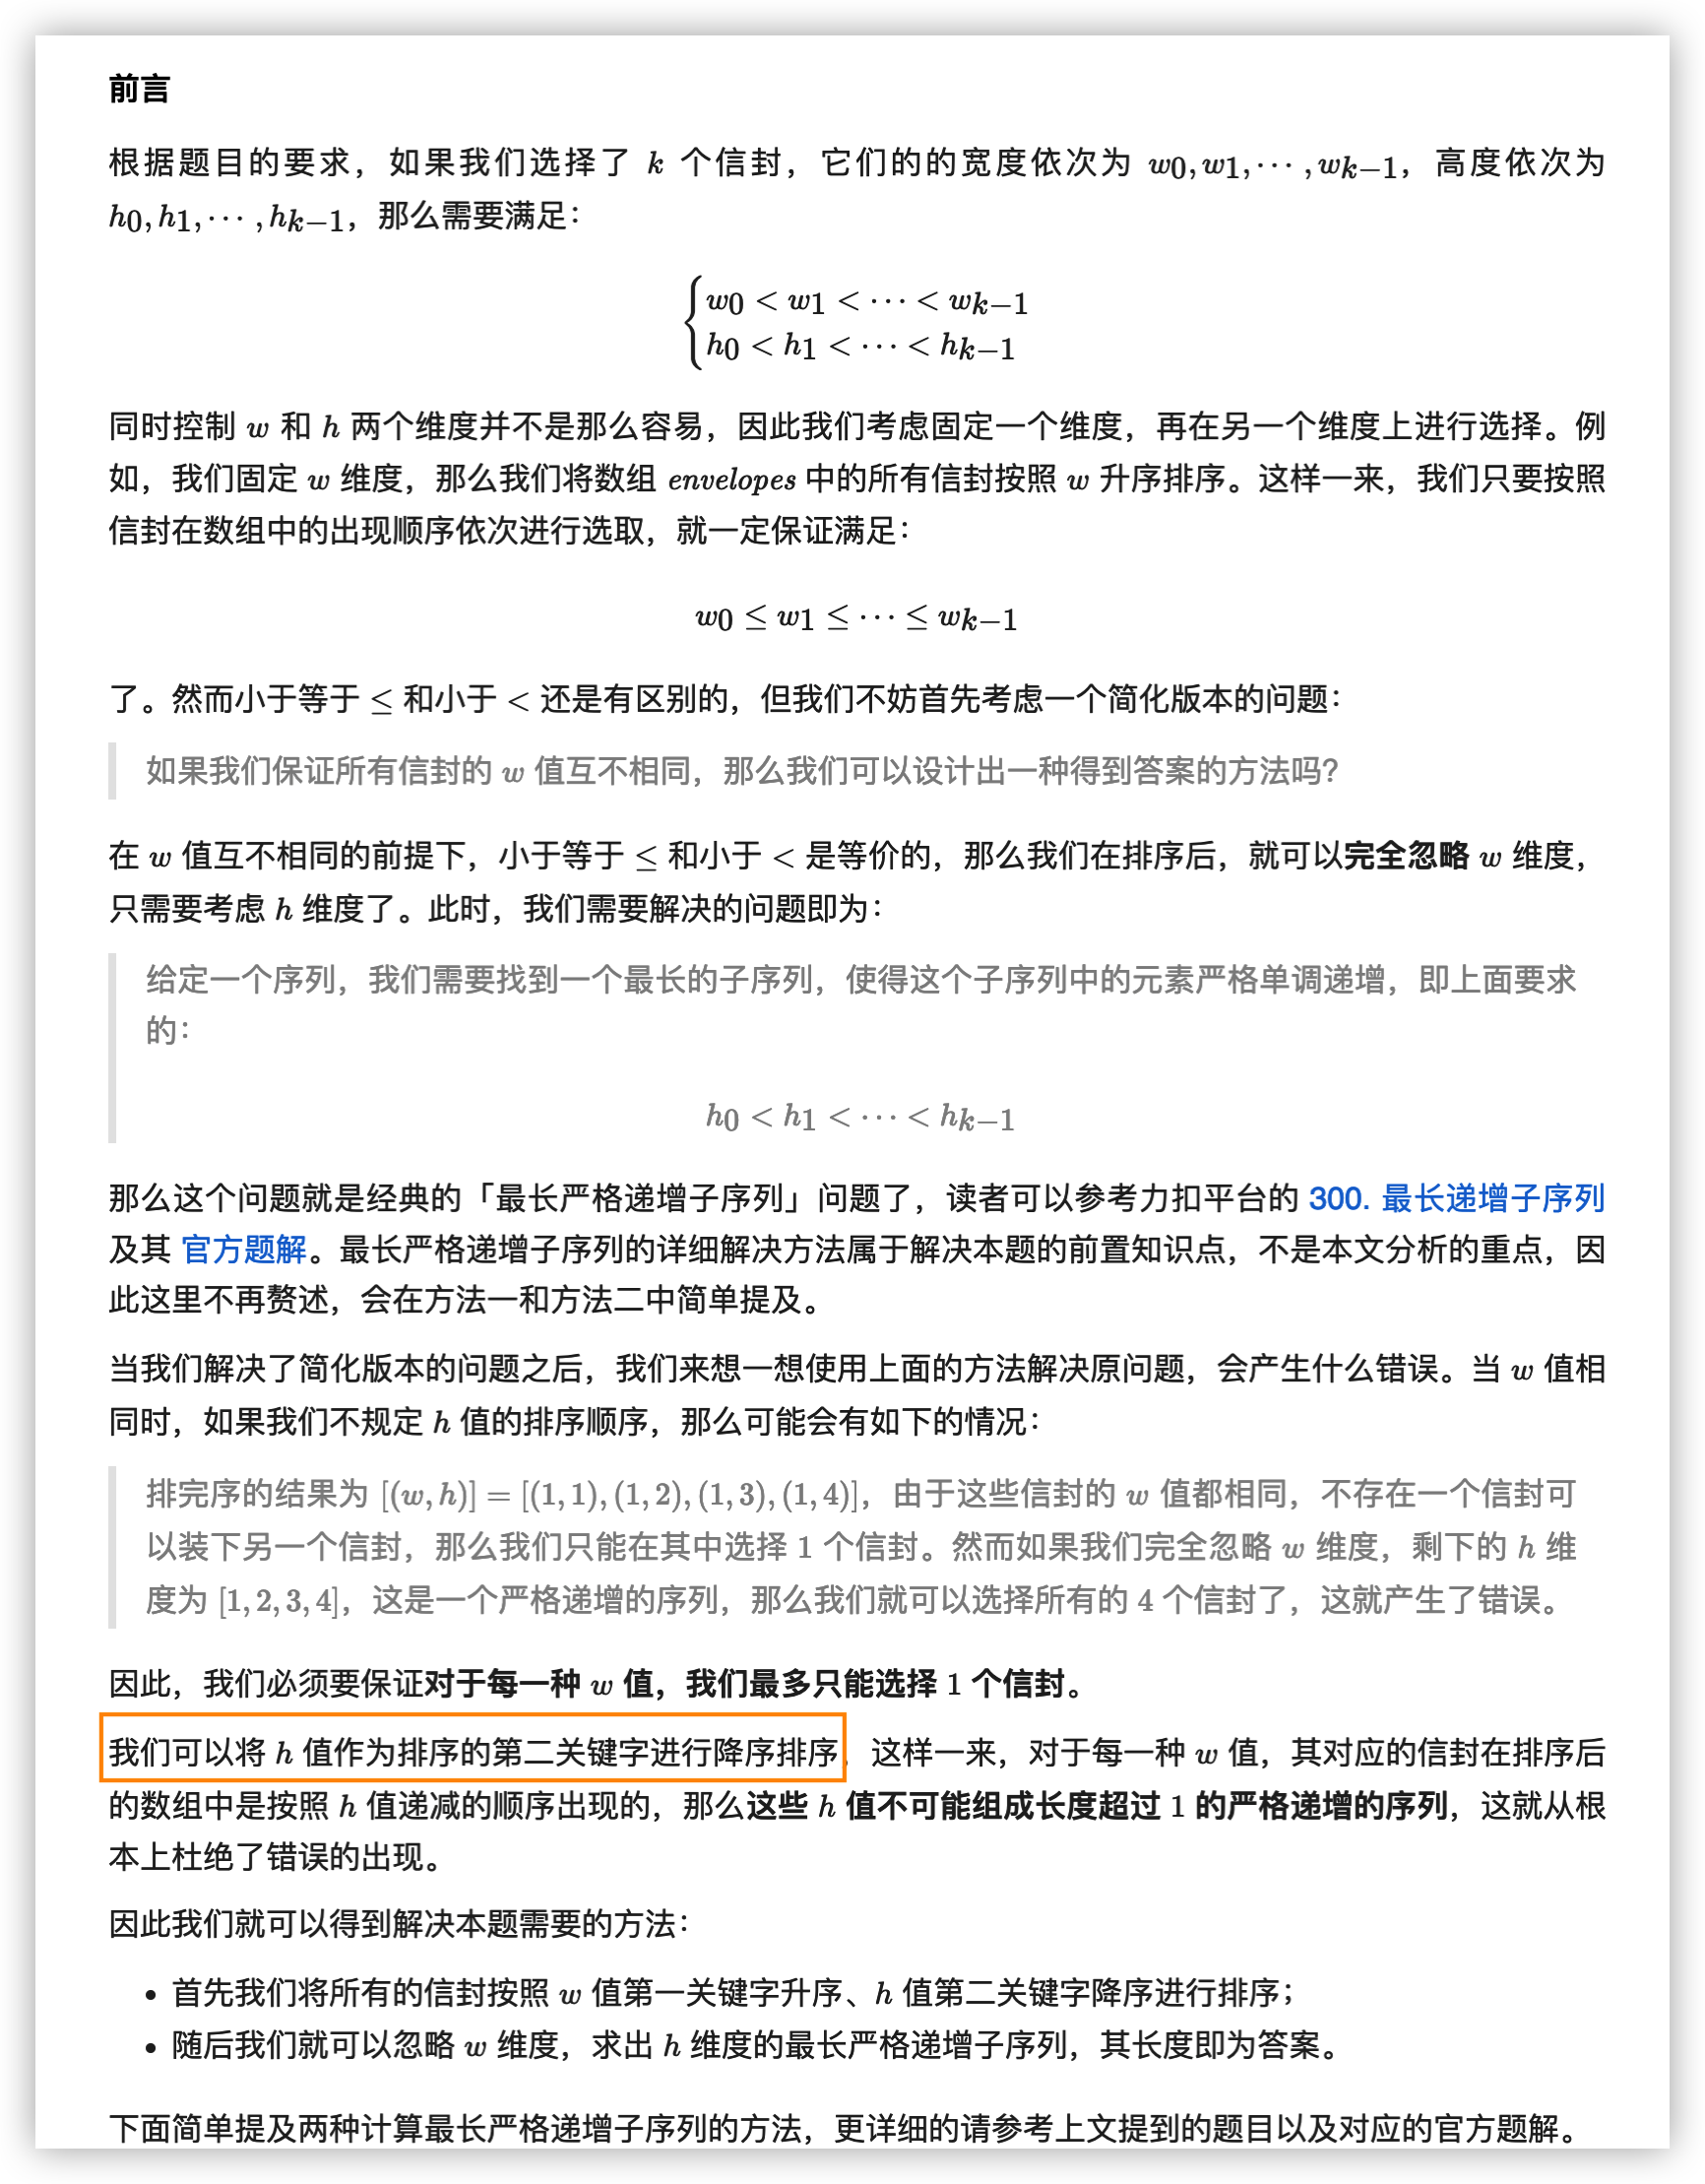 前言
根据题目的要求，如果我们选择了 k 个信封，它们的的宽度依次为 w0, w1, ⋯ , wk−1，高度依次为
h0, h1, ⋯ , hk−1，那么需要满足：
w0 < w1 < ⋯ < wk−1
h0 < h1 < ⋯ < hk−1
同时控制 w 和 h 两个维度并不是那么容易，因此我们考虑固定一个维度，再在另一个维度上进行选择。例
如，我们固定 w 维度，那么我们将数组 envelopes 中的所有信封按照 w 升序排序。这样一来，我们只要按照
信封在数组中的出现顺序依次进行选取，就一定保证满足：
w0 ≤ w1 ≤ ⋯ ≤ wk−1
了。然而小于等于 ≤ 和小于 < 还是有区别的，但我们不妨首先考虑一个简化版本的问题：
如果我们保证所有信封的 w 值互不相同，那么我们可以设计出一种得到答案的方法吗?
在 w 值互不相同的前提下，小于等于 ≤ 和小于 < 是等价的，那么我们在排序后，就可以完全忽略 w 维度，
只需要考虑 h 维度了。此时，我们需要解决的问题即为：
给定一个序列，我们需要找到一个最长的子序列，使得这个子序列中的元素严格单调递增，即上面要求
的：
h0 < h1 < ⋯ < hk−1
那么这个问题就是经典的「最长严格递增子序列」问题了，读者可以参考力扣平台的 300. 最长递增子序列
及其 官方题解。最长严格递增子序列的详细解决方法属于解决本题的前置知识点，不是本文分析的重点，因
此这里不再赘述，会在方法一和方法二中简单提及。
当我们解决了简化版本的问题之后，我们来想一想使用上面的方法解决原问题，会产生什么错误。当 w 值相
同时，如果我们不规定 h 值的排序顺序，那么可能会有如下的情况：
排完序的结果为 [(w, h)] = [(1, 1), (1, 2), (1, 3), (1, 4)]，由于这些信封的 w 值都相同，不存在一个信封可
以装下另一个信封，那么我们只能在其中选择 1 个信封。然而如果我们完全忽略 w 维度，剩下的 h 维
度为 [1, 2, 3, 4]，这是一个严格递增的序列，那么我们就可以选择所有的 4 个信封了，这就产生了错误。
因此，我们必须要保证对于每一种 w 值，我们最多只能选择 1 个信封。
我们可以将 h 值作为排序的第二关键字进行降序排序，这样一来，对于每一种 w 值，其对应的信封在排序后
的数组中是按照 h 值递减的顺序出现的，那么这些 h 值不可能组成长度超过 1 的严格递增的序列，这就从根
本上杜绝了错误的出现。
因此我们就可以得到解决本题需要的方法：
• 首先我们将所有的信封按照 w 值第一关键字升序、h 值第二关键字降序进行排序；
• 随后我们就可以忽略 w 维度，求出 h 维度的最长严格递增子序列，其长度即为答案。
下面简单提及两种计算最长严格递增子序列的方法，更详细的请参考上文提到的题目以及对应的官方题解。